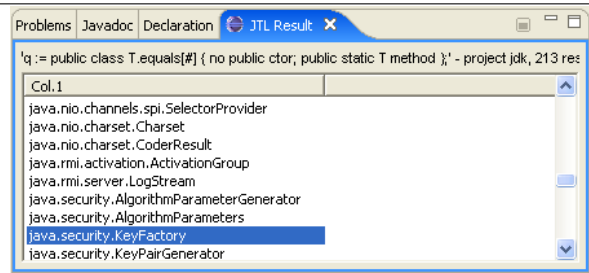 Problems Javadoc Declaration JTL Result
'q := public class T.equals[#] { no public ctor; public static T method };' - project jdk, 213 res
Col.1
java.nio.channels.spi.SelectorProvider
java.nio.charset.Charset
java.nio.charset.CoderResult
java.rmi.activation.ActivationGroup
java.rmi.server.LogStream
java.security.AlgorithmParameterGenerator
java.security.AlgorithmParameters
java.security.KeyFactory
java.security.KeyPairGenerator